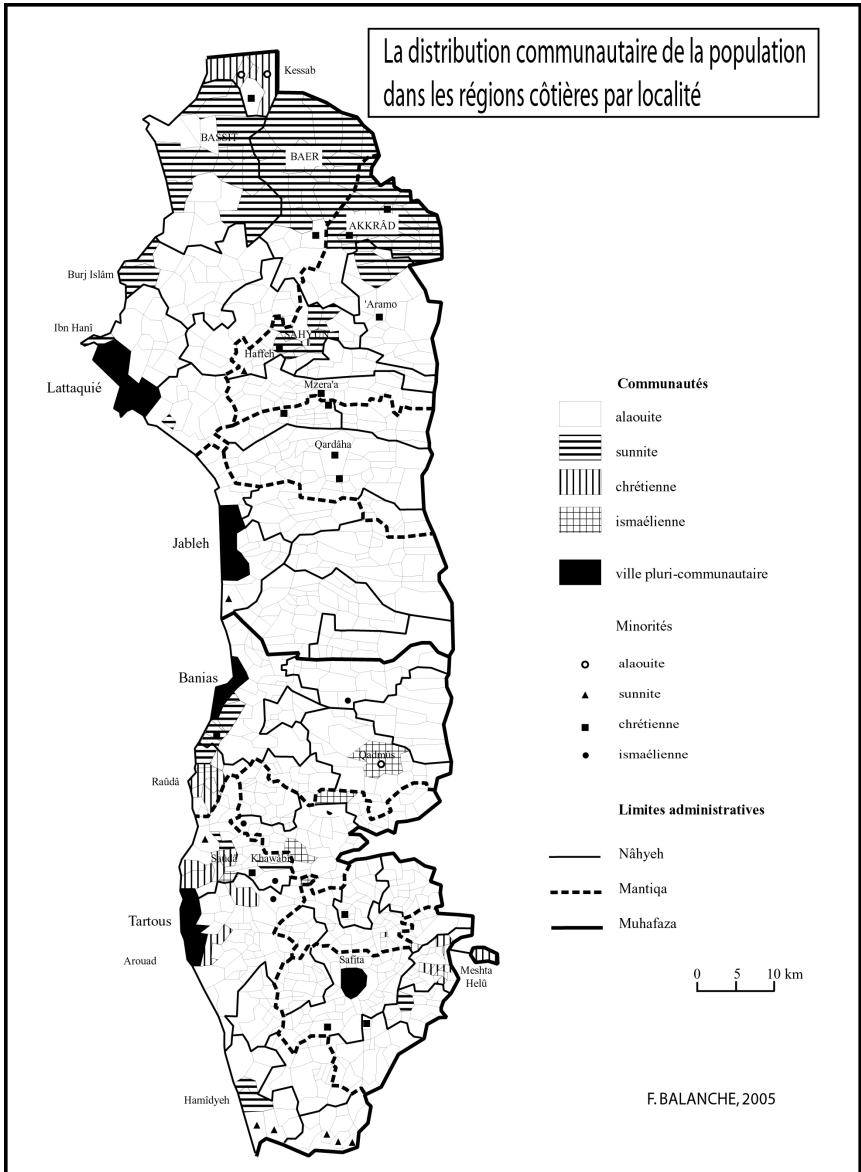 La distribution communautaire de la population
dans les régions côtières par localité
Kessab
BASSIT
BAER
AKKRÂD
Burj Islâm
'Aramo
Ibn Hanî
SAHYUN
Haffeh
Lattaquié
Mzera'a
Qardâha
Jableh
Banias
Qadmus
Raûdâ
Saudâ
Khawâbi
Tartous
Arouad
Safita
Meshta
Helû
Hamîdyeh
Communautés
alaouite
sunnite
chrétienne
ismaélienne
ville pluri-communautaire
Minorités
alaouite
sunnite
chrétienne
ismaélienne
Limites administratives
Nâhyeh
Mantiqa
Muhafaza
0 5 10 km
F. BALANCHE, 2005